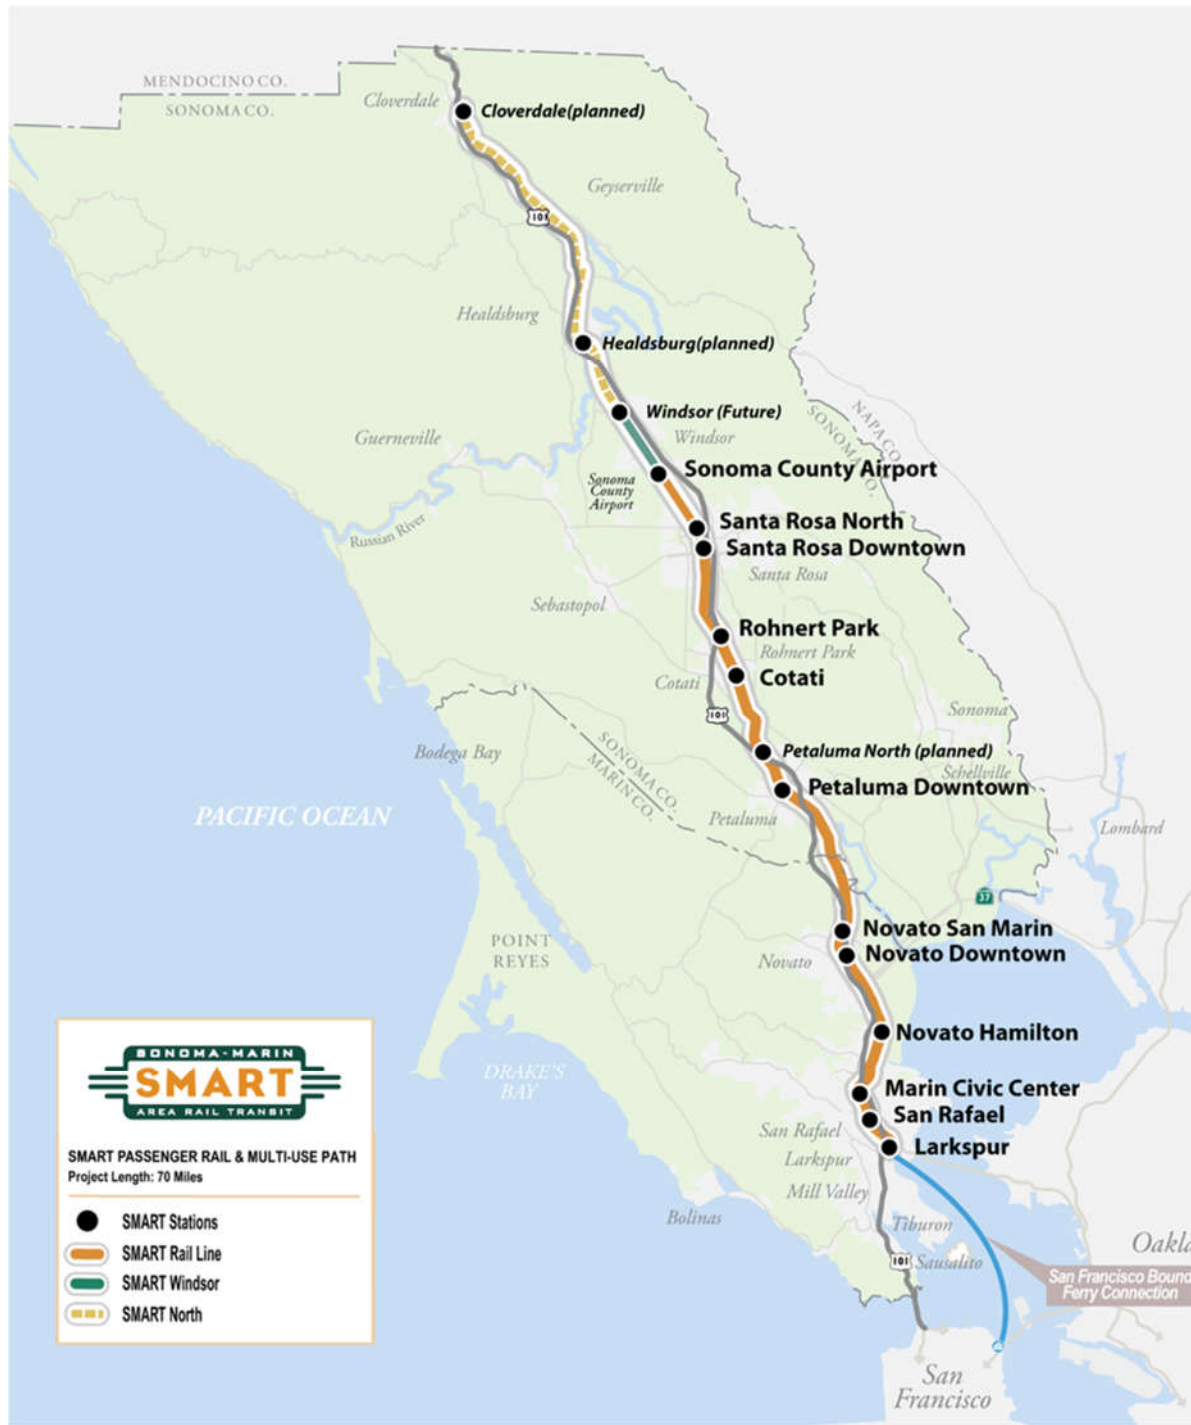 MENDOCINO CO.
SONOMA CO.
Cloverdale
Cloverdale(planned)
Geyserville
101
Healdsburg
Healdsburg(planned)
Windsor (Future)
Windsor
NAPA CO.
SONOMA CO.
Guerneville
Sonoma County Airport
Sonoma
County
Airport
Santa Rosa North
Russian River
Santa Rosa Downtown
Santa Rosa
Sebastopol
Rohnert Park
Rohnert Park
Cotati
Cotati
Sonoma
101
SONOMA CO.
MARIN CO.
Bodega Bay
Petaluma North (planned)
Schellville
Petaluma Downtown
PACIFIC OCEAN
Petaluma
Lombard
37
Novato San Marin
POINT
REYES
Novato
Novato Downtown
Novato Hamilton
DRAKE'S
BAY
Marin Civic Center
San Rafael
San Rafael
Larkspur
Larkspur
Mill Valley
Bolinas
Tiburon
Sausalito
101
Oakla
San Francisco Bound
Ferry Connection
San
Francisco
SONOMA-MARIN
SMART
AREA RAIL TRANSIT
SMART PASSENGER RAIL & MULTI-USE PATH
Project Length: 70 Miles
SMART Stations
SMART Rail Line
SMART Windsor
SMART North